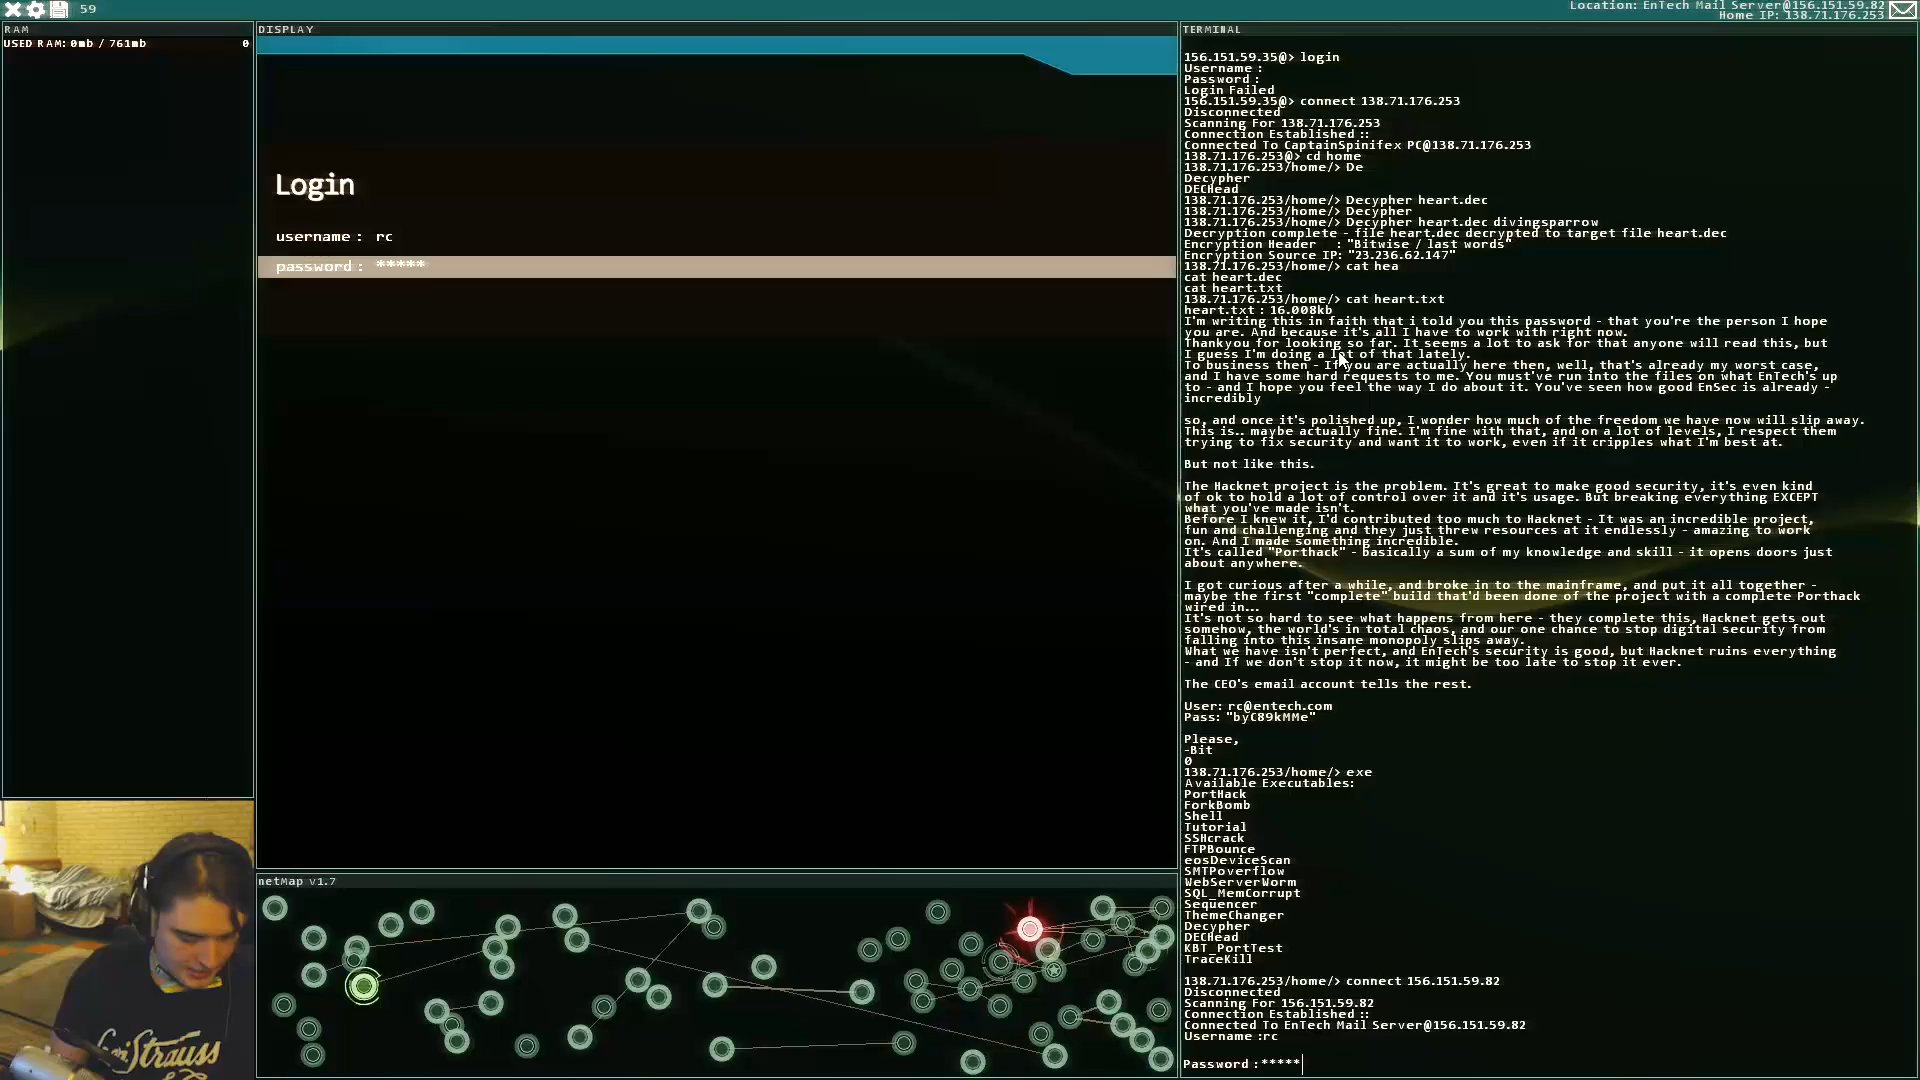 59
Location: EnTech Mail Server@156.151.59.82
Home IP: 138.71.176.253
RAM
USED RAM: 0mb / 761mb
0
DISPLAY
Login
username : rc
password : *****
netMap v1.7
TERMINAL
156.151.59.35@> login
Username :
Password :
Login Failed
156.151.59.35@> connect 138.71.176.253
Disconnected
Scanning For 138.71.176.253
Connection Established ::
Connected To CaptainSpinifex PC@138.71.176.253
138.71.176.253@> cd home
138.71.176.253/home/> De
Decypher
DECHead
138.71.176.253/home/> Decypher heart.dec
138.71.176.253/home/> Decypher
138.71.176.253/home/> Decypher heart.dec divingsparrow
Decryption complete - file heart.dec decrypted to target file heart.dec
Encryption Header   : "Bitwise / last words"
Encryption Source IP: "23.236.62.147"
138.71.176.253/home/> cat hea
cat heart.dec
cat heart.txt
138.71.176.253/home/> cat heart.txt
heart.txt : 16.008kb
I'm writing this in faith that i told you this password - that you're the person I hope
you are. And because it's all I have to work with right now.
Thankyou for looking so far. It seems a lot to ask for that anyone will read this, but
I guess I'm doing a lot of that lately.
To business then - If you are actually here then, well, that's already my worst case,
and I have some hard requests to me. You must've run into the files on what EnTech's up
to - and I hope you feel the way I do about it. You've seen how good EnSec is already -
incredibly
so, and once it's polished up, I wonder how much of the freedom we have now will slip away.
This is.. maybe actually fine. I'm fine with that, and on a lot of levels, I respect them
trying to fix security and want it to work, even if it cripples what I'm best at.
But not like this.
The Hacknet project is the problem. It's great to make good security, it's even kind
of ok to hold a lot of control over it and it's usage. But breaking everything EXCEPT
what you've made isn't.
Before I knew it, I'd contributed too much to Hacknet - It was an incredible project,
fun and challenging and they just threw resources at it endlessly - amazing to work
on. And I made something incredible.
It's called "Porthack" - basically a sum of my knowledge and skill - it opens doors just
about anywhere.
I got curious after a while, and broke in to the mainframe, and put it all together -
maybe the first "complete" build that'd been done of the project with a complete Porthack
wired in...
It's not so hard to see what happens from here - they complete this, Hacknet gets out
somehow, the world's in total chaos, and our one chance to stop digital security from
falling into this insane monopoly slips away.
What we have isn't perfect, and EnTech's security is good, but Hacknet ruins everything
- and If we don't stop it now, it might be too late to stop it ever.
The CEO's email account tells the rest.
User: rc@entech.com
Pass: "byC89kMMe"
Please,
-Bit
0
138.71.176.253/home/> exe
Available Executables:
PortHack
ForkBomb
Shell
Tutorial
SSHcrack
FTPBounce
eosDeviceScan
SMTPoverflow
WebServerWorm
SQL_MemCorrupt
Sequencer
ThemeChanger
Decypher
DECHead
KBT_PortTest
TraceKill
138.71.176.253/home/> connect 156.151.59.82
Disconnected
Scanning For 156.151.59.82
Connection Established ::
Connected To EnTech Mail Server@156.151.59.82
Username :rc
Password :*****
Levi Strauss